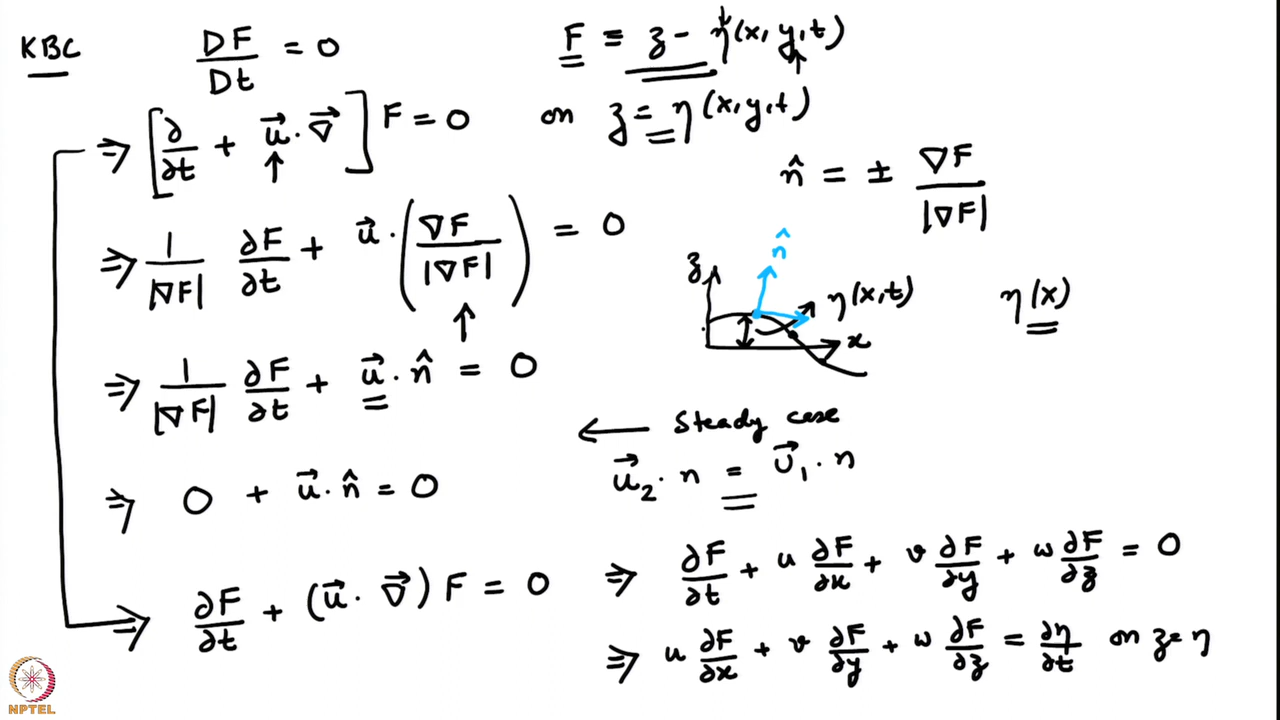 KBC DF/Dt = 0 F ≡ z − η(x,y,t)
⇒ [∂/∂t + u⃗·∇⃗] F = 0 on z = η(x,y,t)
n̂ = ± ∇F/|∇F|
⇒ 1/|∇F| ∂F/∂t + u⃗·(∇F/|∇F|) = 0
n̂
z η(x,t) η(x)
x
⇒ 1/|∇F| ∂F/∂t + u⃗·n̂ = 0
← Steady case
u⃗₂·n = u⃗₁·n
⇒ 0 + u⃗·n̂ = 0
⇒ ∂F/∂t + (u⃗·∇⃗)F = 0
⇒ ∂F/∂t + u ∂F/∂x + v ∂F/∂y + w ∂F/∂z = 0
⇒ u ∂F/∂x + v ∂F/∂y + w ∂F/∂z = ∂η/∂t on z = η
NPTEL